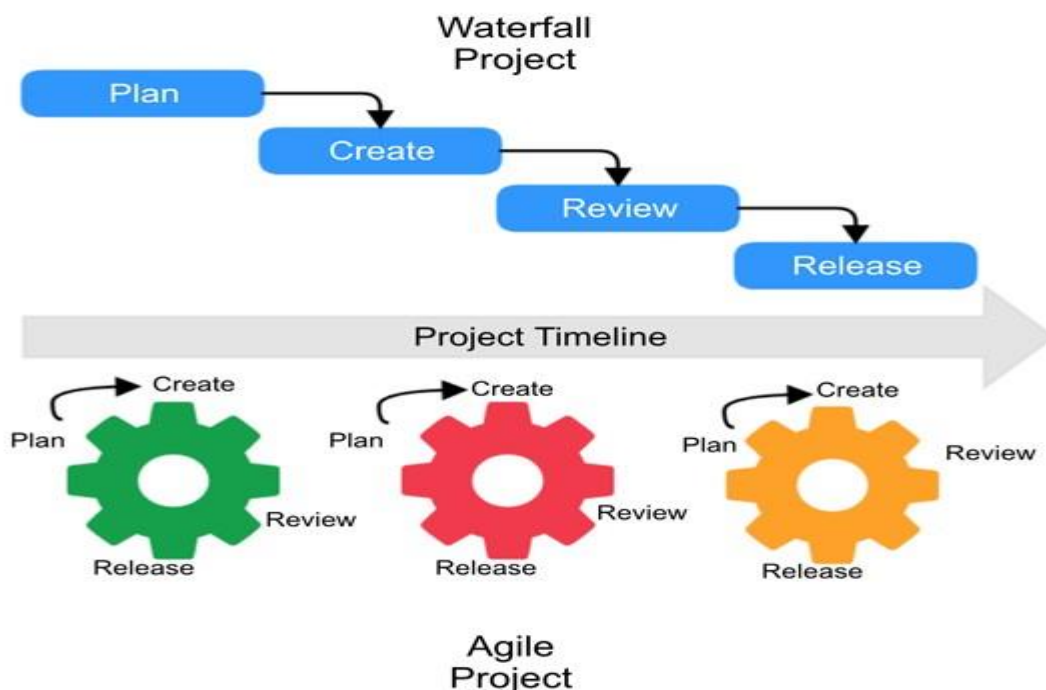 Waterfall
Project
Plan
Create
Review
Release
Project Timeline
Create
Plan
Review
Release
Create
Plan
Review
Release
Create
Plan
Review
Release
Agile
Project